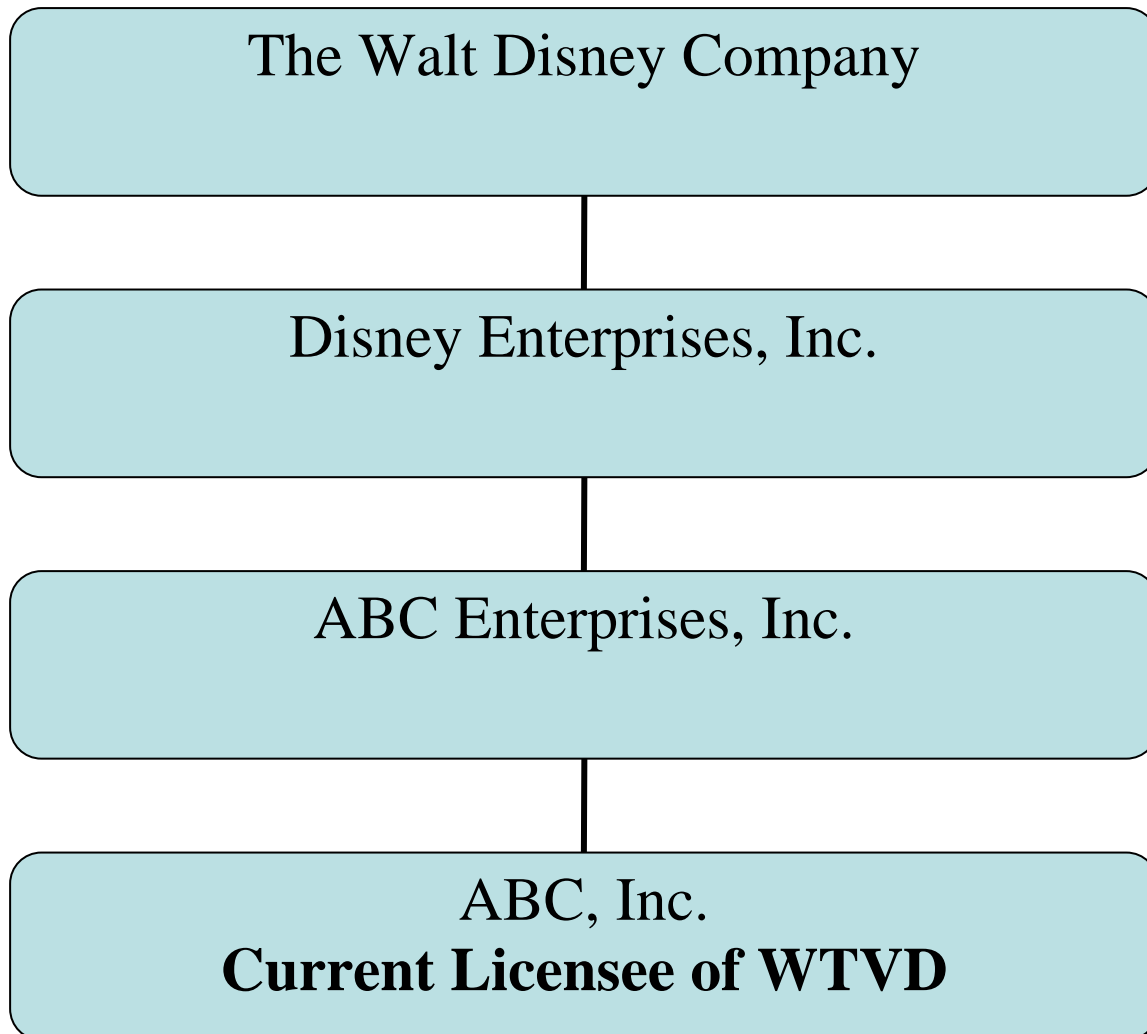 The Walt Disney Company
Disney Enterprises, Inc.
ABC Enterprises, Inc.
ABC, Inc.
Current Licensee of WTVD